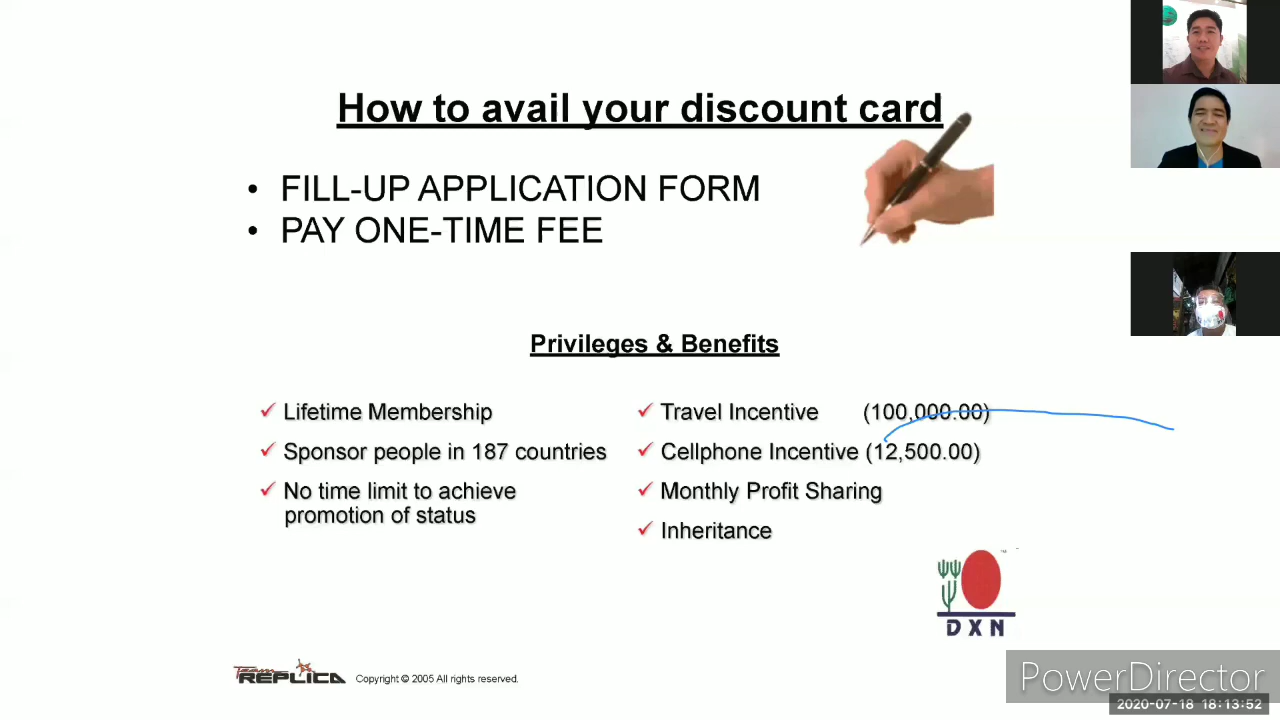 How to avail your discount card
• FILL-UP APPLICATION FORM
• PAY ONE-TIME FEE
Privileges & Benefits
✓ Lifetime Membership
✓ Sponsor people in 187 countries
✓ No time limit to achieve
promotion of status
✓ Travel Incentive (100,000.00)
✓ Cellphone Incentive (12,500.00)
✓ Monthly Profit Sharing
✓ Inheritance
DXN
Team REPLICA Copyright © 2005 All rights reserved.
PowerDirector
2020-07-18 18:13:52